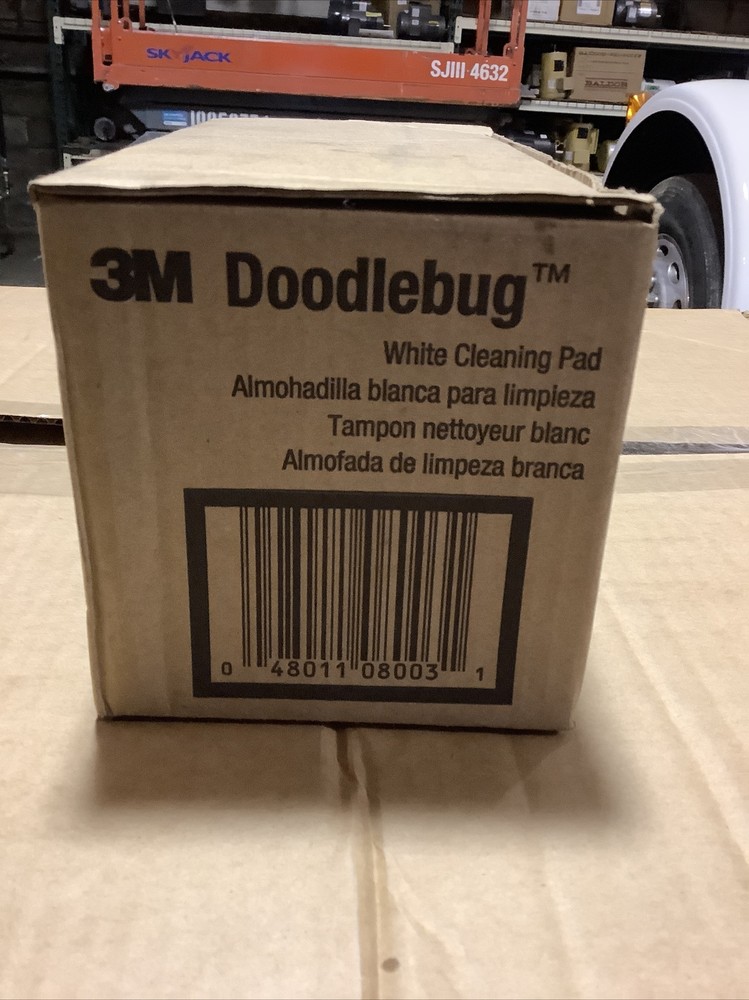 SKYJACK
SJIII 4632
BALDOR
3M Doodlebug™
White Cleaning Pad
Almohadilla blanca para limpieza
Tampon nettoyeur blanc
Almofada de limpeza branca
0 48011 08003 1